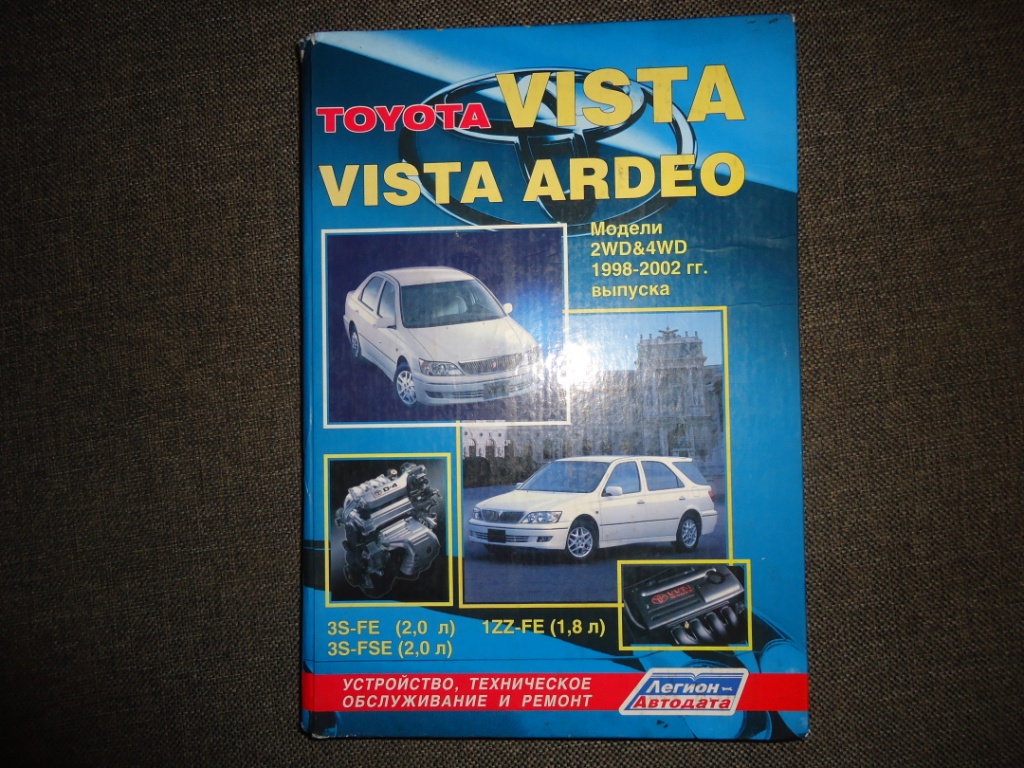 TOYOTA VISTA
VISTA ARDEO
Модели
2WD&4WD
1998-2002 гг.
выпуска
D-4
3S-FE (2,0 л) 1ZZ-FE (1,8 л)
3S-FSE (2,0 л)
УСТРОЙСТВО, ТЕХНИЧЕСКОЕ
ОБСЛУЖИВАНИЕ И РЕМОНТ
Легион
Автодата